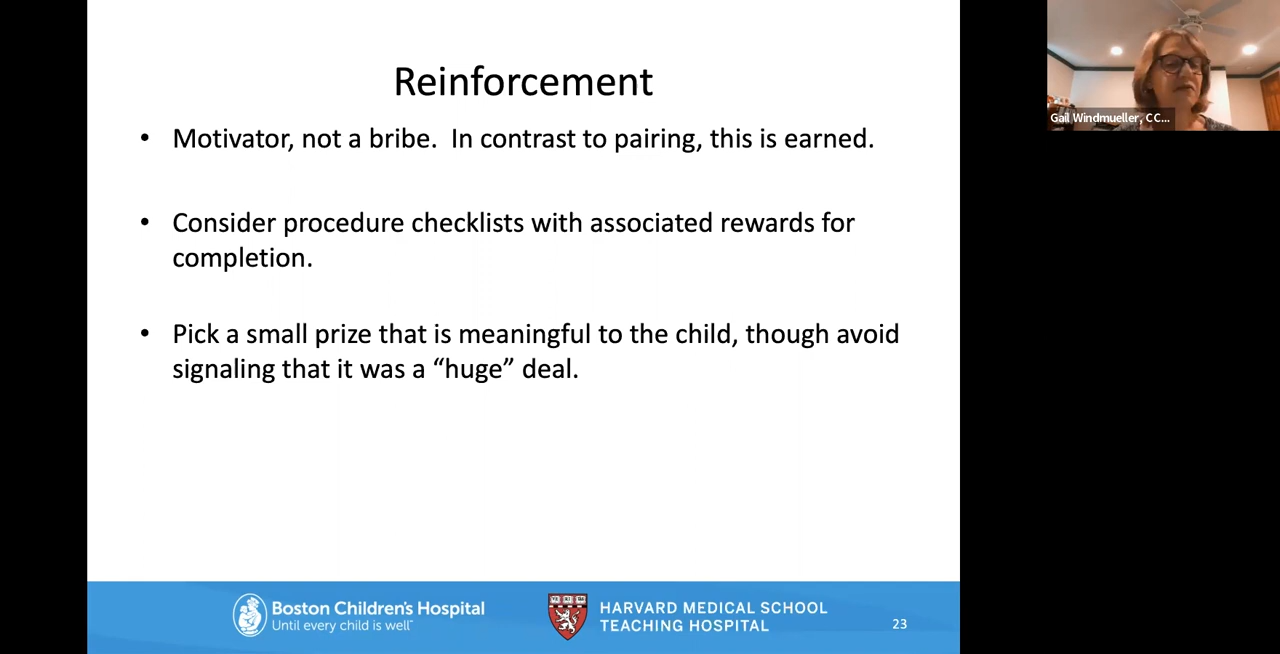 Reinforcement
• Motivator, not a bribe.  In contrast to pairing, this is earned.
• Consider procedure checklists with associated rewards for
completion.
• Pick a small prize that is meaningful to the child, though avoid
signaling that it was a “huge” deal.
Boston Children's Hospital
Until every child is well™
HARVARD MEDICAL SCHOOL
TEACHING HOSPITAL
23
Gail Windmueller, CC...